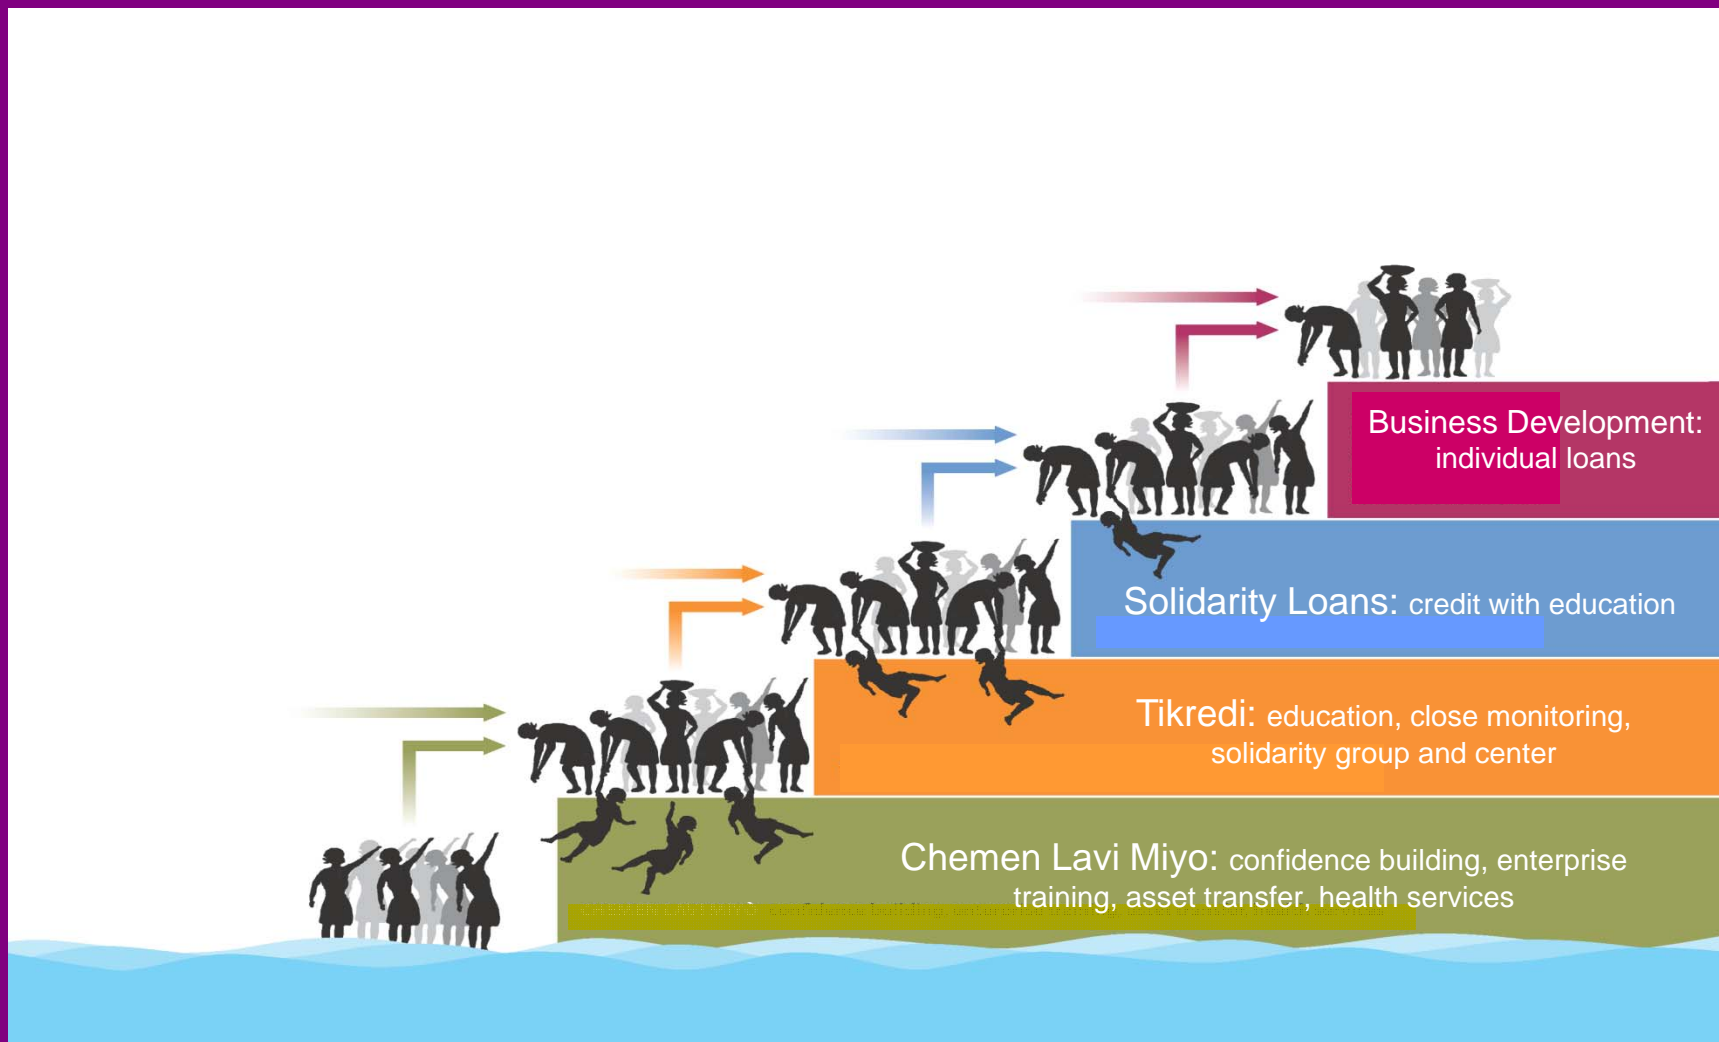 Business Development:
individual loans
Solidarity Loans: credit with education
Tikredi: education, close monitoring,
solidarity group and center
Chemen Lavi Miyo: confidence building, enterprise
training, asset transfer, health services